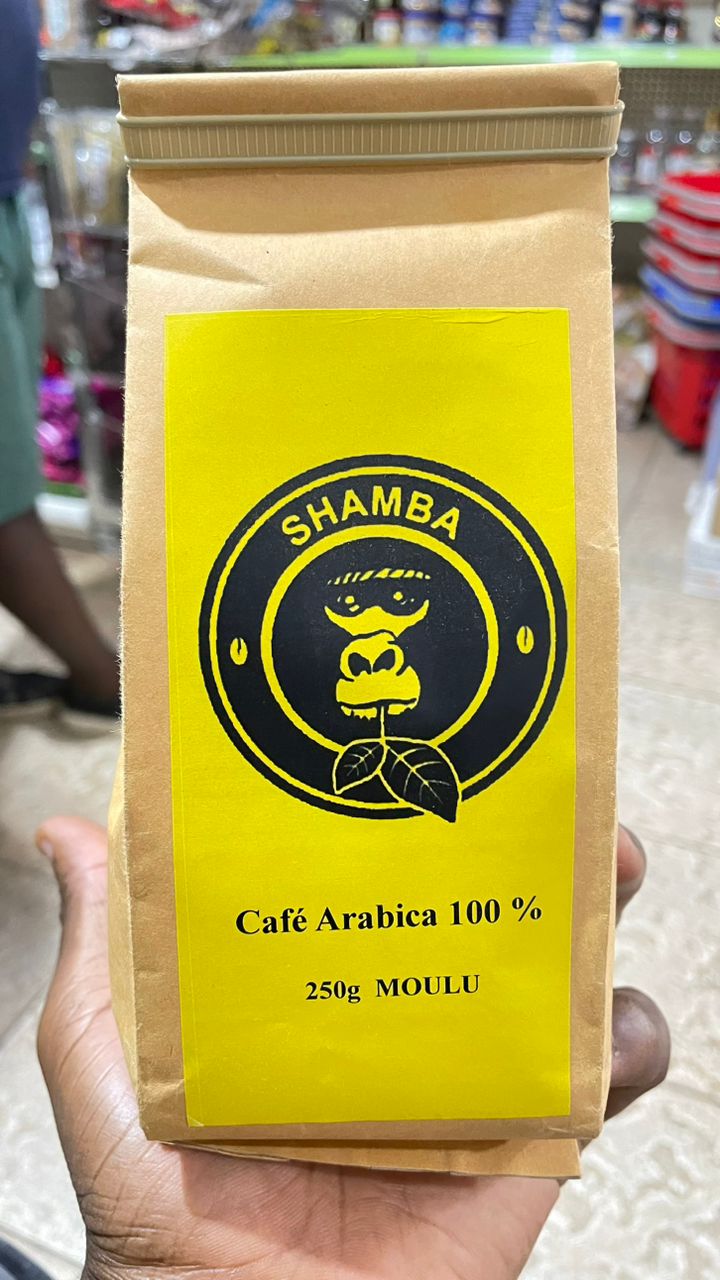 SHAMBA
Café Arabica 100 %
250g MOULU